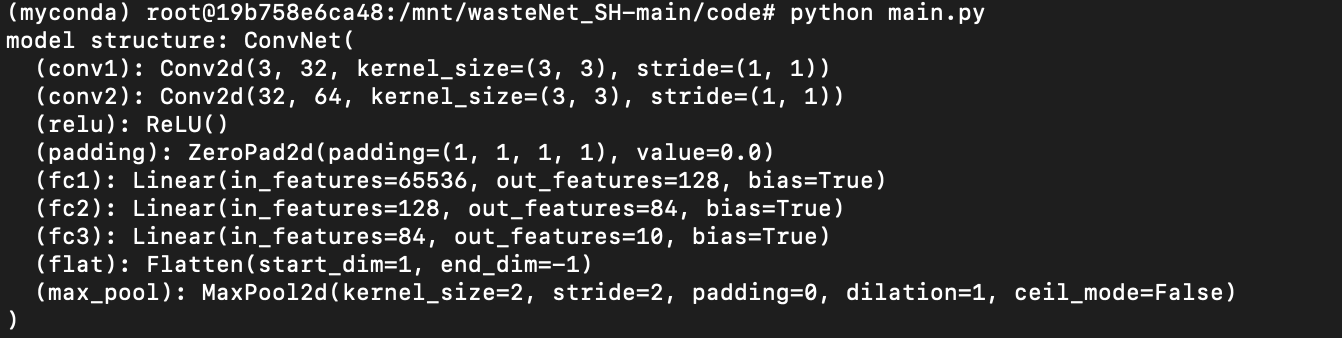 (myconda) root@19b758e6ca48:/mnt/wasteNet_SH-main/code# python main.py
model structure: ConvNet(
  (conv1): Conv2d(3, 32, kernel_size=(3, 3), stride=(1, 1))
  (conv2): Conv2d(32, 64, kernel_size=(3, 3), stride=(1, 1))
  (relu): ReLU()
  (padding): ZeroPad2d(padding=(1, 1, 1, 1), value=0.0)
  (fc1): Linear(in_features=65536, out_features=128, bias=True)
  (fc2): Linear(in_features=128, out_features=84, bias=True)
  (fc3): Linear(in_features=84, out_features=10, bias=True)
  (flat): Flatten(start_dim=1, end_dim=-1)
  (max_pool): MaxPool2d(kernel_size=2, stride=2, padding=0, dilation=1, ceil_mode=False)
)